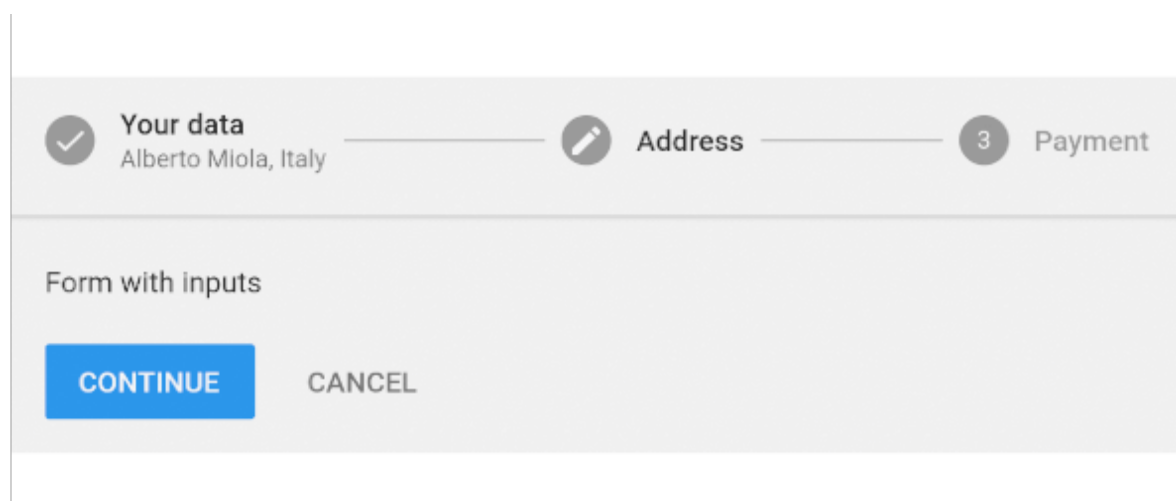 Your data
Alberto Miola, Italy
Address
3
Payment
Form with inputs
CONTINUE
CANCEL